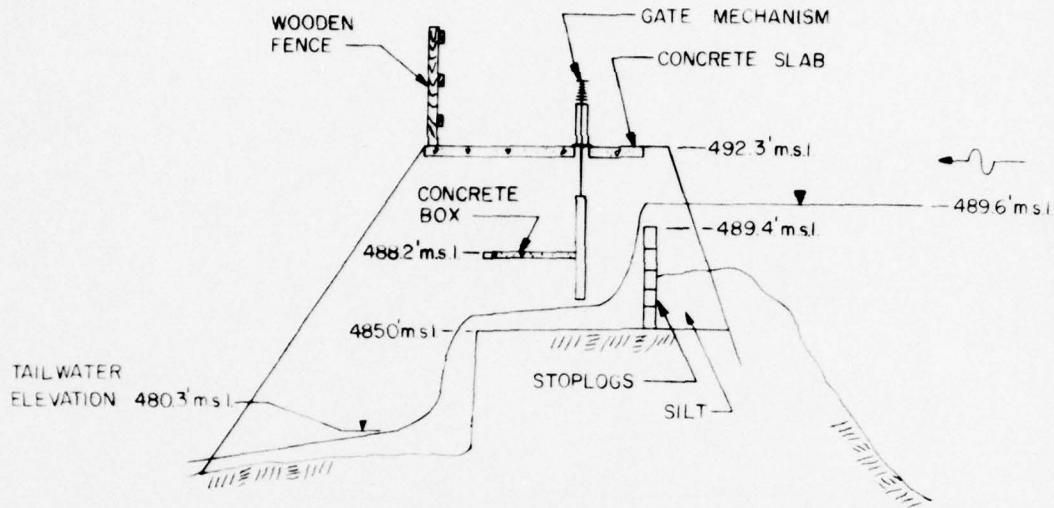 WOODEN
FENCE
GATE MECHANISM
CONCRETE SLAB
492.3' m.s.l.
CONCRETE
BOX
489.6' m.s.l.
489.4' m.s.l.
488.2' m.s.l.
485.0' m.s.l.
TAILWATER
ELEVATION 480.3' m.s.l.
STOPLOGS
SILT